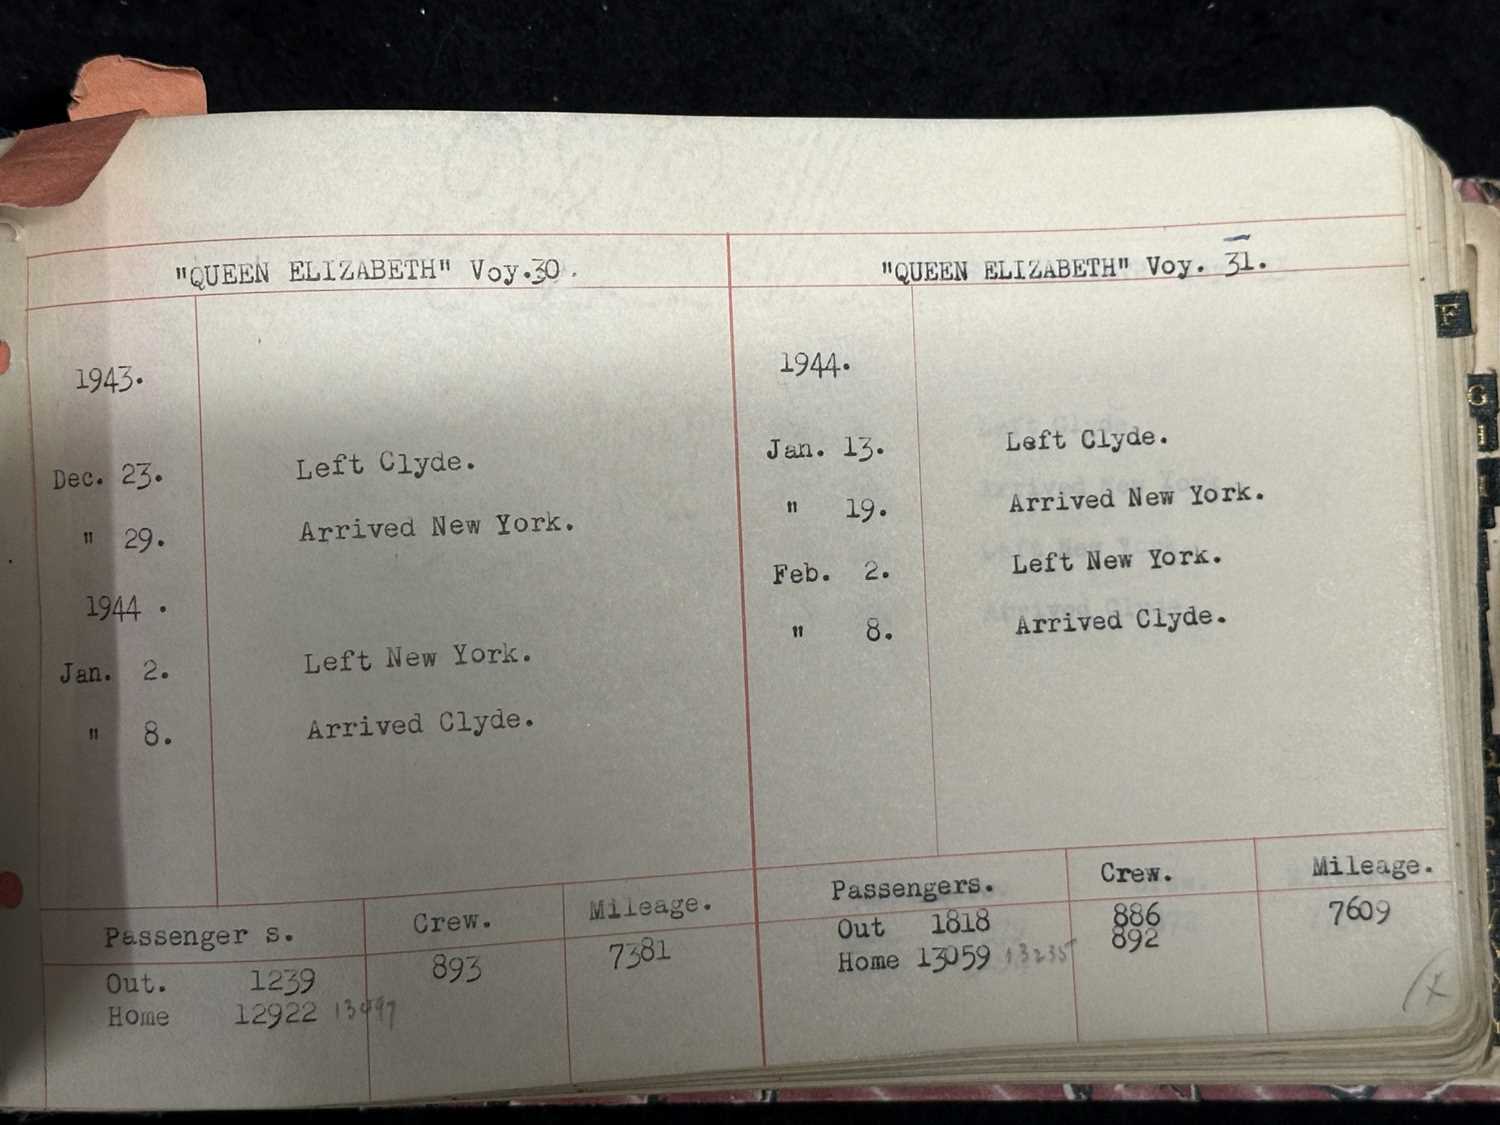 "QUEEN ELIZABETH" Voy.30.
1943.
Dec. 23. Left Clyde.
" 29. Arrived New York.
1944 .
Jan. 2. Left New York.
" 8. Arrived Clyde.
Passenger s. Crew. Mileage.
Out. 1239 893 7381
Home 12922
"QUEEN ELIZABETH" Voy. 31.
1944.
Jan. 13. Left Clyde.
" 19. Arrived New York.
Feb. 2. Left New York.
" 8. Arrived Clyde.
Passengers. Crew. Mileage.
Out 1818 886 7609
Home 13059 13235 892
F
G